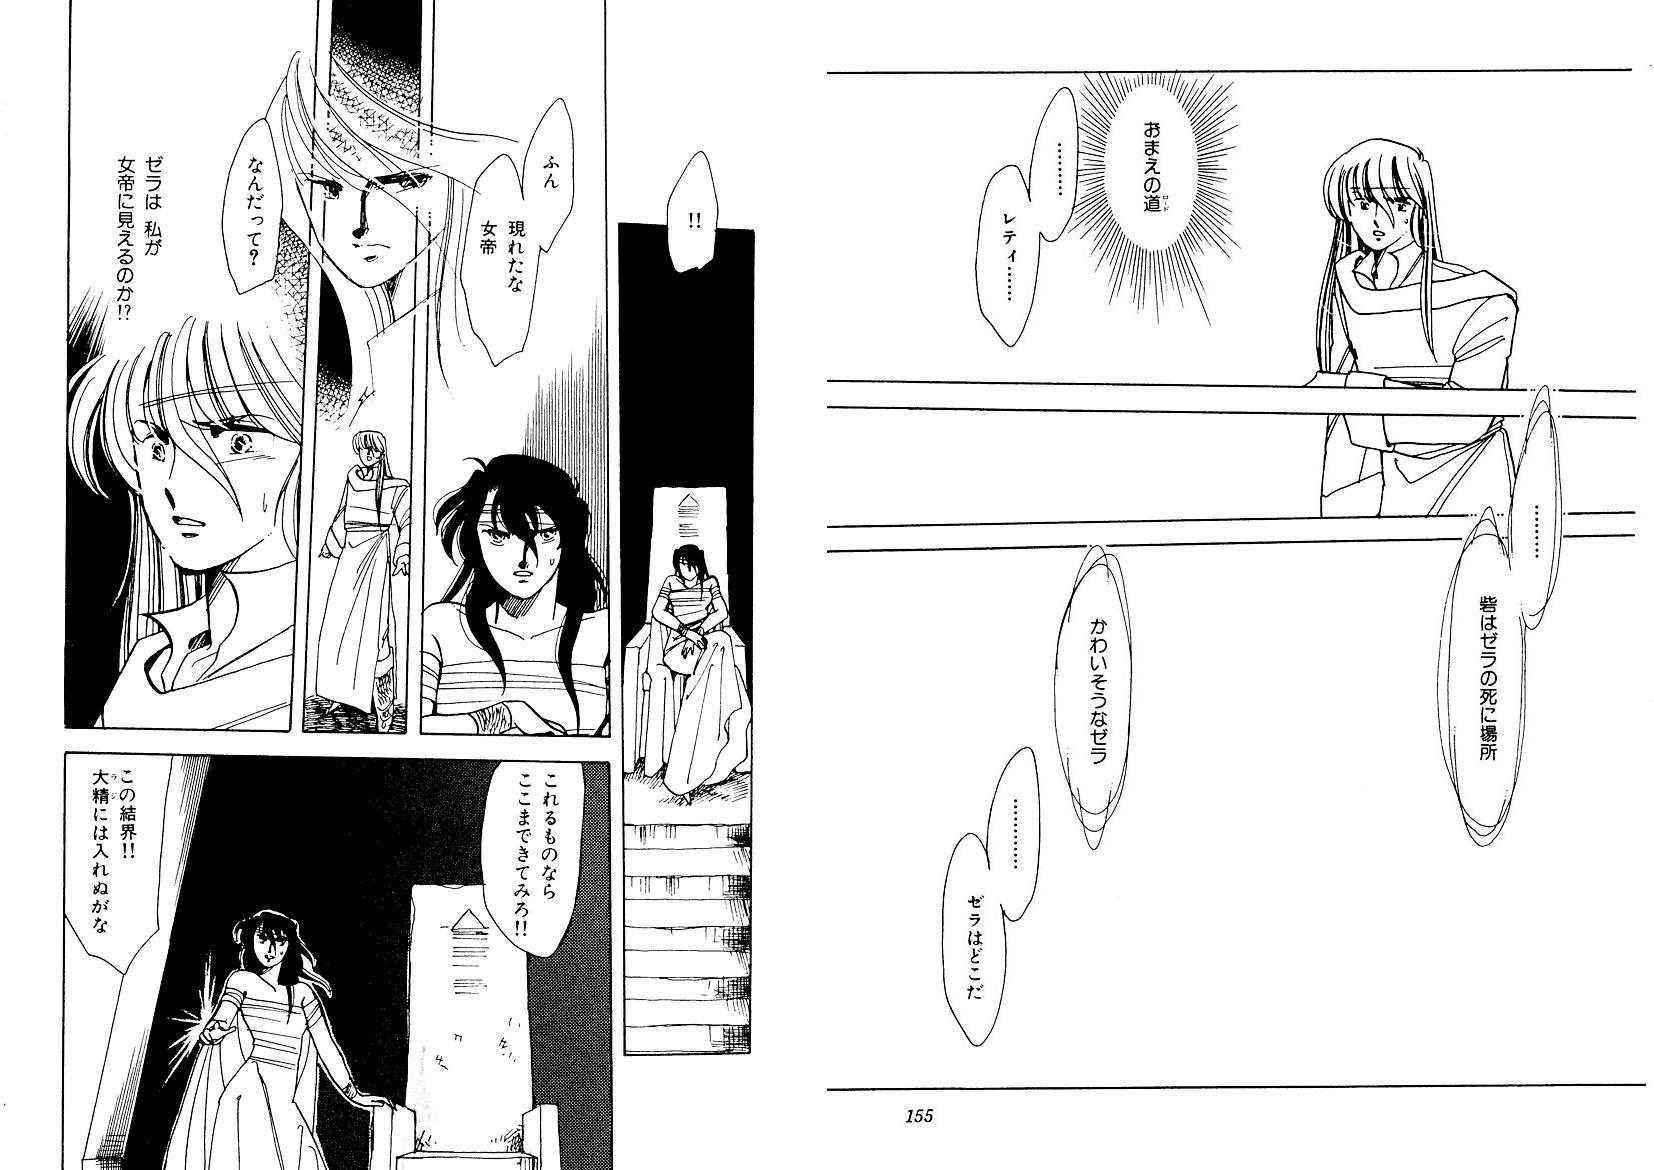 おまえの道
ロード
…………
レティ……
…………
砦はゼラの死に場所
かわいそうなゼラ
…………
ゼラはどこだ
155
!!
ふん
現れたな
女帝
なんだって?
ゼラは 私が
女帝に見えるのか!?
これるものなら
ここまできてみろ!!
この結界!!
大精には入れぬがな
ラジ